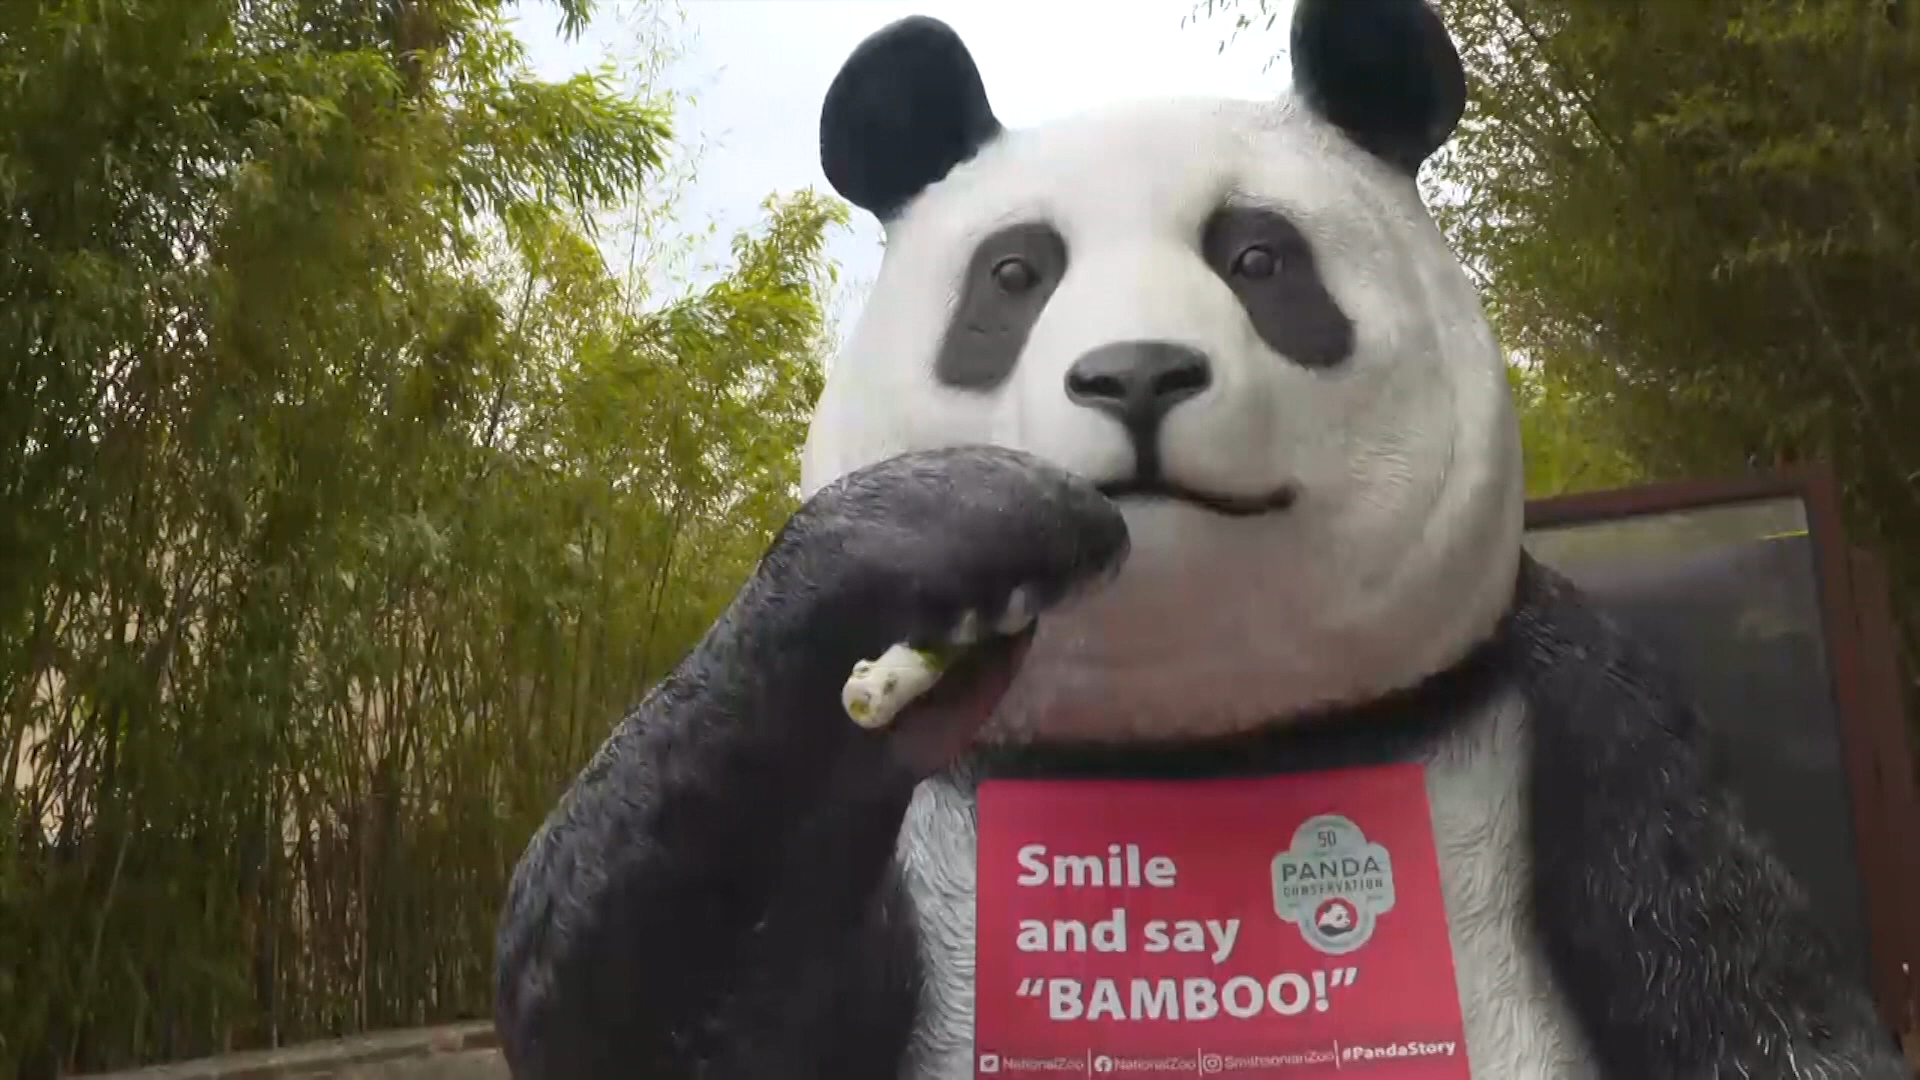 Smile
and say
“BAMBOO!”
50
PANDA
CONSERVATION
NationalZoo | NationalZoo | SmithsonianZoo | #PandaStory